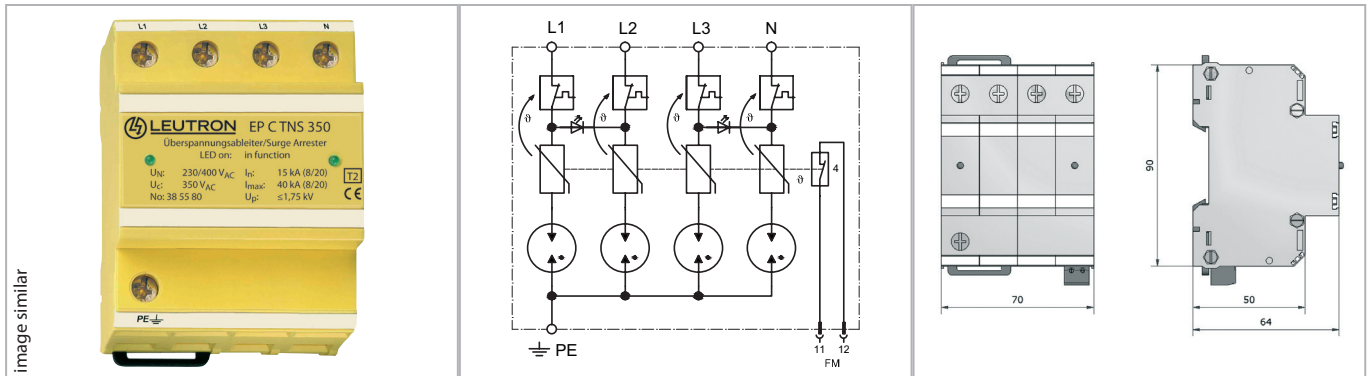 L1 L2 L3 N
LEUTRON EP C TNS 350
Überspannungsableiter/Surge Arrester
LED on: in function
UN: 230/400 VAC In: 15 kA (8/20)
Uc: 350 VAC Imax: 40 kA (8/20) T2
No: 38 55 80 Up: ≤1,75 kV CE
PE
image similar
L1 L2 L3 N
ϑ ϑ ϑ ϑ
ϑ 4
PE
11 12
FM
90
70
50
64